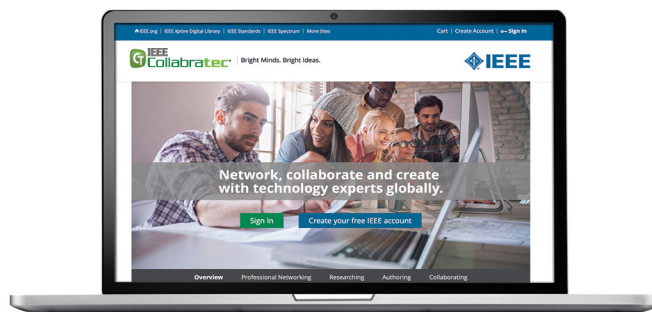 IEEE.org | IEEE Xplore Digital Library | IEEE Standards | IEEE Spectrum | More Sites
Cart | Create Account | Sign In
IEEE
Collabratec
Bright Minds. Bright Ideas.
IEEE
Network, collaborate and create
with technology experts globally.
Sign In
Create your free IEEE account
Overview Professional Networking Researching Authoring Collaborating